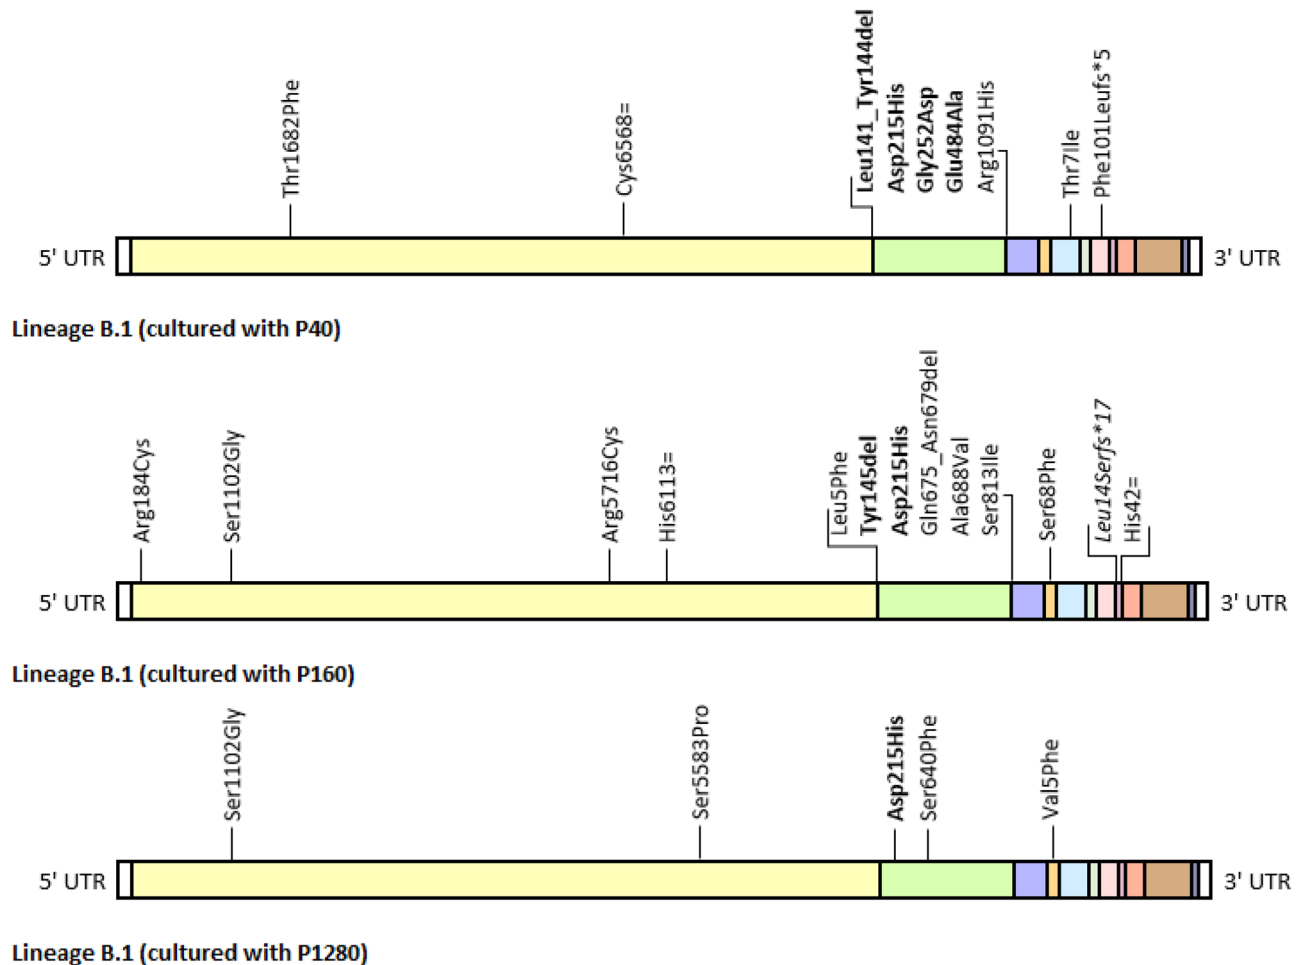 Thr1682Phe
Cys6568=
Leu141_Tyr144del
Asp215His
Gly252Asp
Glu484Ala
Arg1091His
Thr7Ile
Phe101Leufs*5
5' UTR
3' UTR
Lineage B.1 (cultured with P40)
Arg184Cys
Ser1102Gly
Arg5716Cys
His6113=
Leu5Phe
Tyr145del
Asp215His
Gln675_Asn679del
Ala688Val
Ser813Ile
Ser68Phe
Leu14Serfs*17
His42=
5' UTR
3' UTR
Lineage B.1 (cultured with P160)
Ser1102Gly
Ser5583Pro
Asp215His
Ser640Phe
Val5Phe
5' UTR
3' UTR
Lineage B.1 (cultured with P1280)